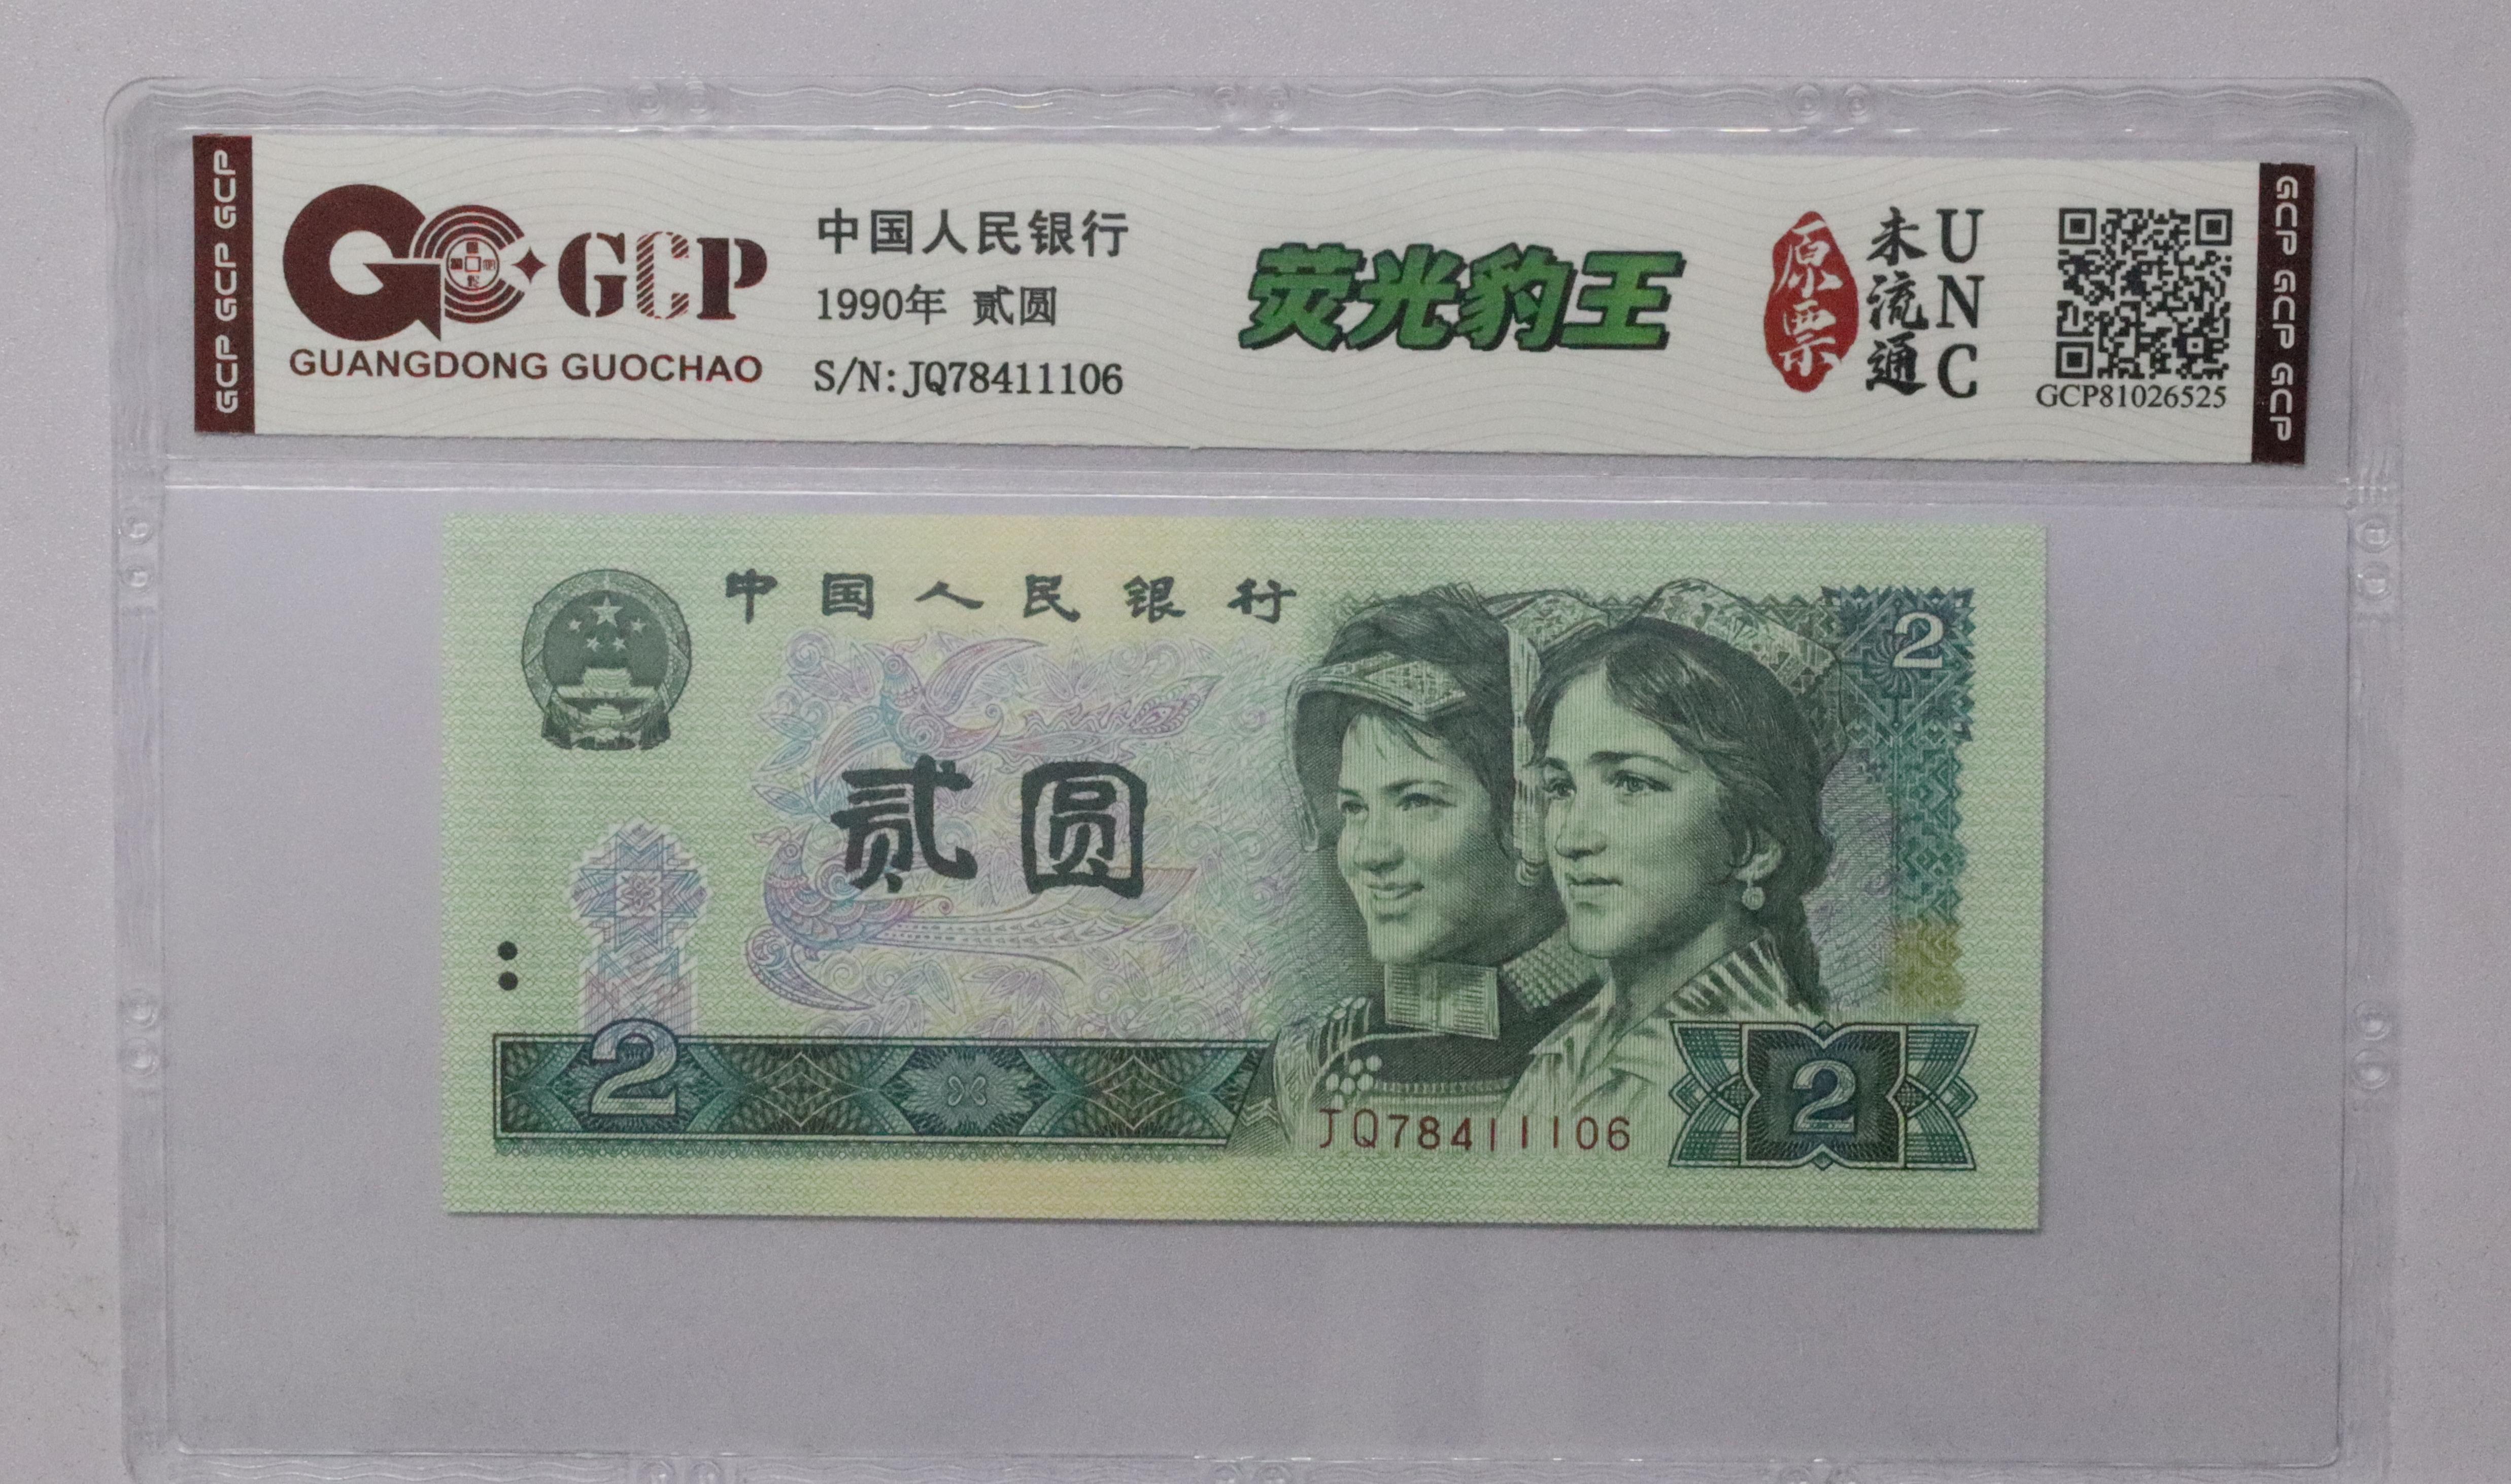 GCP GCP GCP
GCP
GUANGDONG GUOCHAO
中国人民银行
1990年 贰圆
S/N: JQ78411106
荧光豹王
原票
未流通
UNC
GCP81026525
GCP GCP GCP
中国人民银行
2
贰圆
2
JQ78411106
2